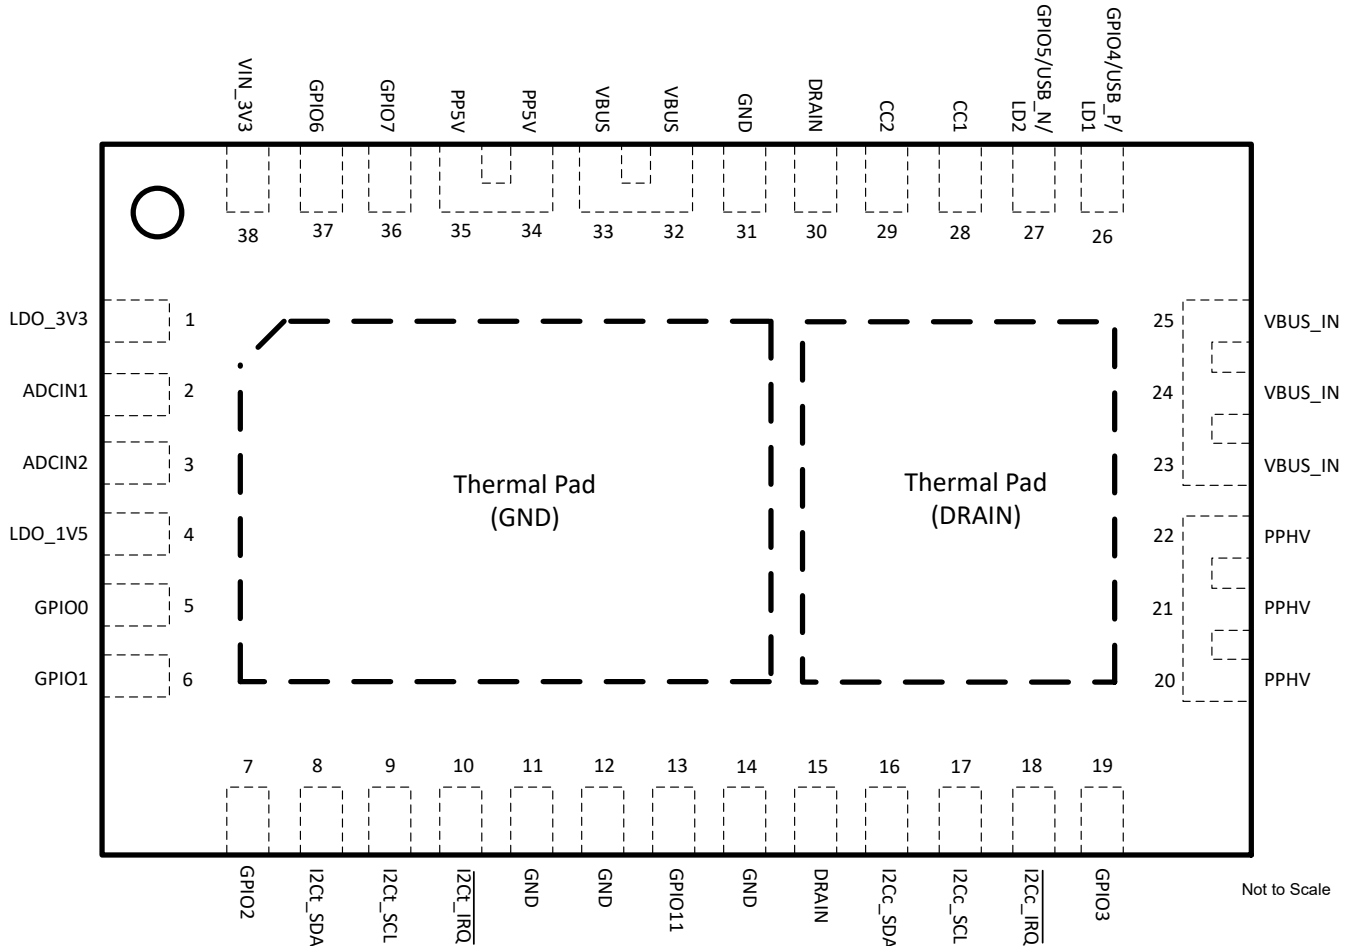 VIN_3V3
GPIO6
GPIO7
PP5V
PP5V
VBUS
VBUS
GND
DRAIN
CC2
CC1
GPIO5/USB_N/
LD2
GPIO4/USB_P/
LD1
38
37
36
35
34
33
32
31
30
29
28
27
26
LDO_3V3 1
ADCIN1 2
ADCIN2 3
LDO_1V5 4
GPIO0 5
GPIO1 6
Thermal Pad
(GND)
Thermal Pad
(DRAIN)
25 VBUS_IN
24 VBUS_IN
23 VBUS_IN
22 PPHV
21 PPHV
20 PPHV
7
8
9
10
11
12
13
14
15
16
17
18
19
GPIO2
I2Ct_SDA
I2Ct_SCL
I2Ct_IRQ
GND
GND
GPIO11
GND
DRAIN
I2Cc_SDA
I2Cc_SCL
I2Cc_IRQ
GPIO3
Not to Scale